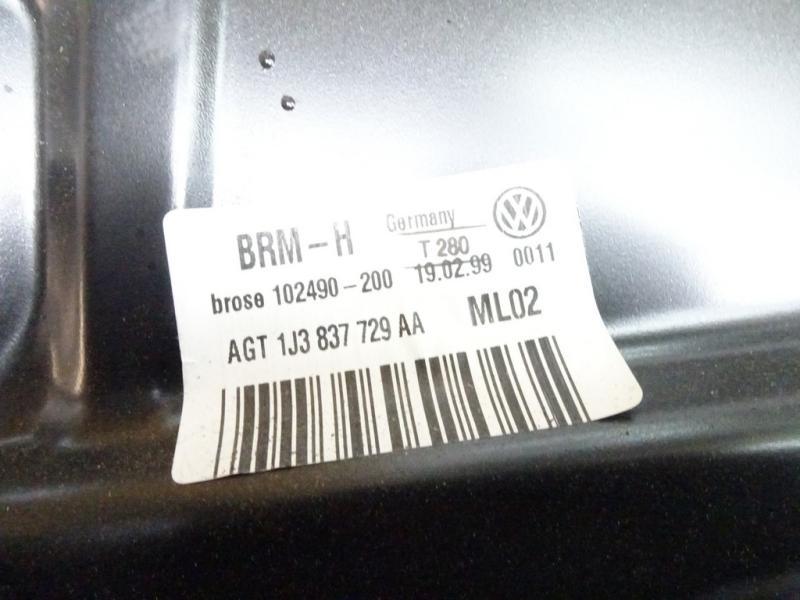 BRM-H Germany
T 280
brose 102490-200 19.02.99 0011
AGT 1J3 837 729 AA ML02